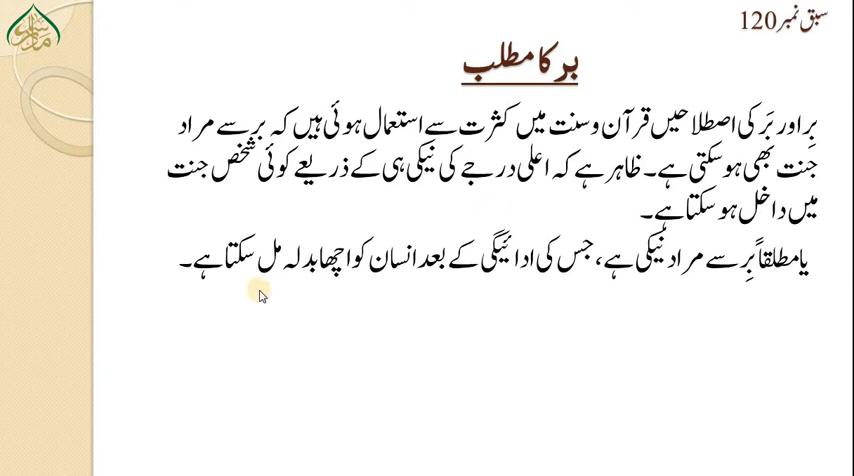 سبق نمبر 120
بر کا مطلب
بِر اور بَر کی اصطلاحیں قرآن و سنت میں کثرت سے استعمال ہوئی ہیں کہ بر سے مراد
جنت بھی ہو سکتی ہے۔ ظاہر ہے کہ اعلی درجے کی نیکی ہی کے ذریعے کوئی شخص جنت
میں داخل ہو سکتا ہے۔
یا مطلقاً بِر سے مراد نیکی ہے، جس کی ادائیگی کے بعد انسان کو اچھا بدلہ مل سکتا ہے۔